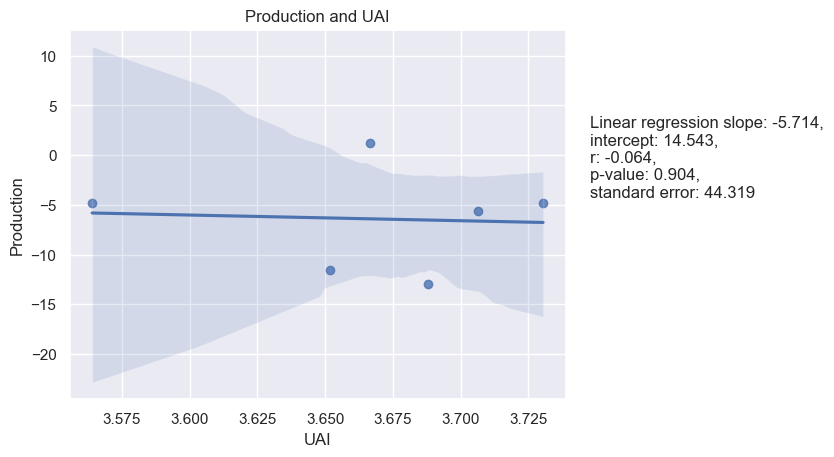 Production and UAI
10
5
0
−5
−10
−15
−20
Production
3.575
3.600
3.625
3.650
3.675
3.700
3.725
UAI
Linear regression slope: -5.714,
intercept: 14.543,
r: -0.064,
p-value: 0.904,
standard error: 44.319